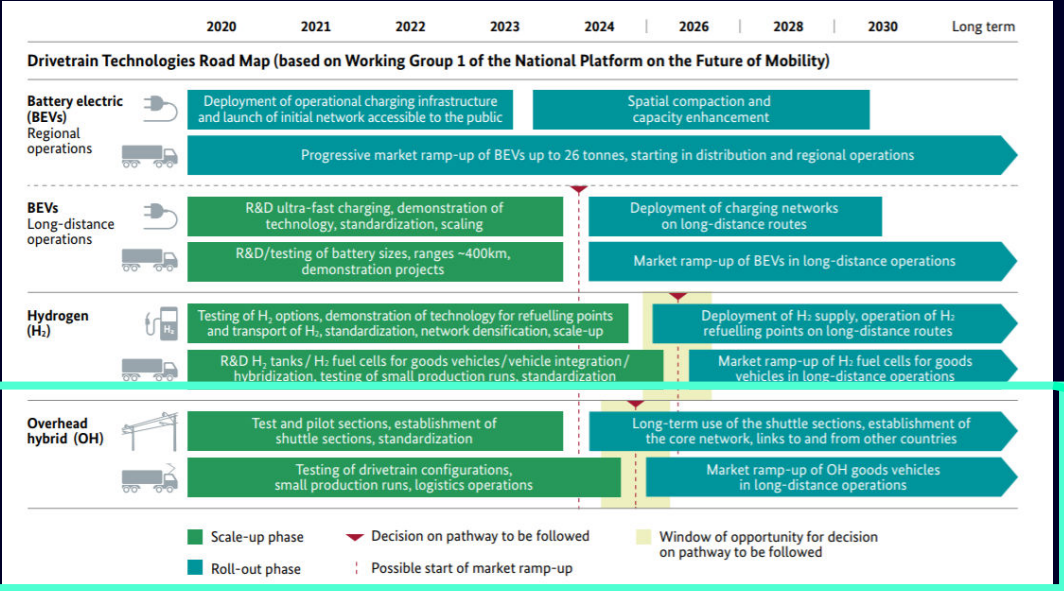 2020 2021 2022 2023 2024 2026 2028 2030 Long term
Drivetrain Technologies Road Map (based on Working Group 1 of the National Platform on the Future of Mobility)
Battery electric
(BEVs)
Regional
operations
Deployment of operational charging infrastructure
and launch of initial network accessible to the public
Spatial compaction and
capacity enhancement
Progressive market ramp-up of BEVs up to 26 tonnes, starting in distribution and regional operations
BEVs
Long-distance
operations
R&D ultra-fast charging, demonstration of
technology, standardization, scaling
Deployment of charging networks
on long-distance routes
R&D/testing of battery sizes, ranges ~400km,
demonstration projects
Market ramp-up of BEVs in long-distance operations
Hydrogen
(H₂)
H₂
Testing of H₂ options, demonstration of technology for refuelling points
and transport of H₂, standardization, network densification, scale-up
Deployment of H₂ supply, operation of H₂
refuelling points on long-distance routes
R&D H₂ tanks / H₂ fuel cells for goods vehicles/vehicle integration/
hybridization, testing of small production runs, standardization
Market ramp-up of H₂ fuel cells for goods
vehicles in long-distance operations
Overhead
hybrid (OH)
Test and pilot sections, establishment of
shuttle sections, standardization
Long-term use of the shuttle sections, establishment of
the core network, links to and from other countries
Testing of drivetrain configurations,
small production runs, logistics operations
Market ramp-up of OH goods vehicles
in long-distance operations
Scale-up phase
Decision on pathway to be followed
Window of opportunity for decision
on pathway to be followed
Roll-out phase
Possible start of market ramp-up